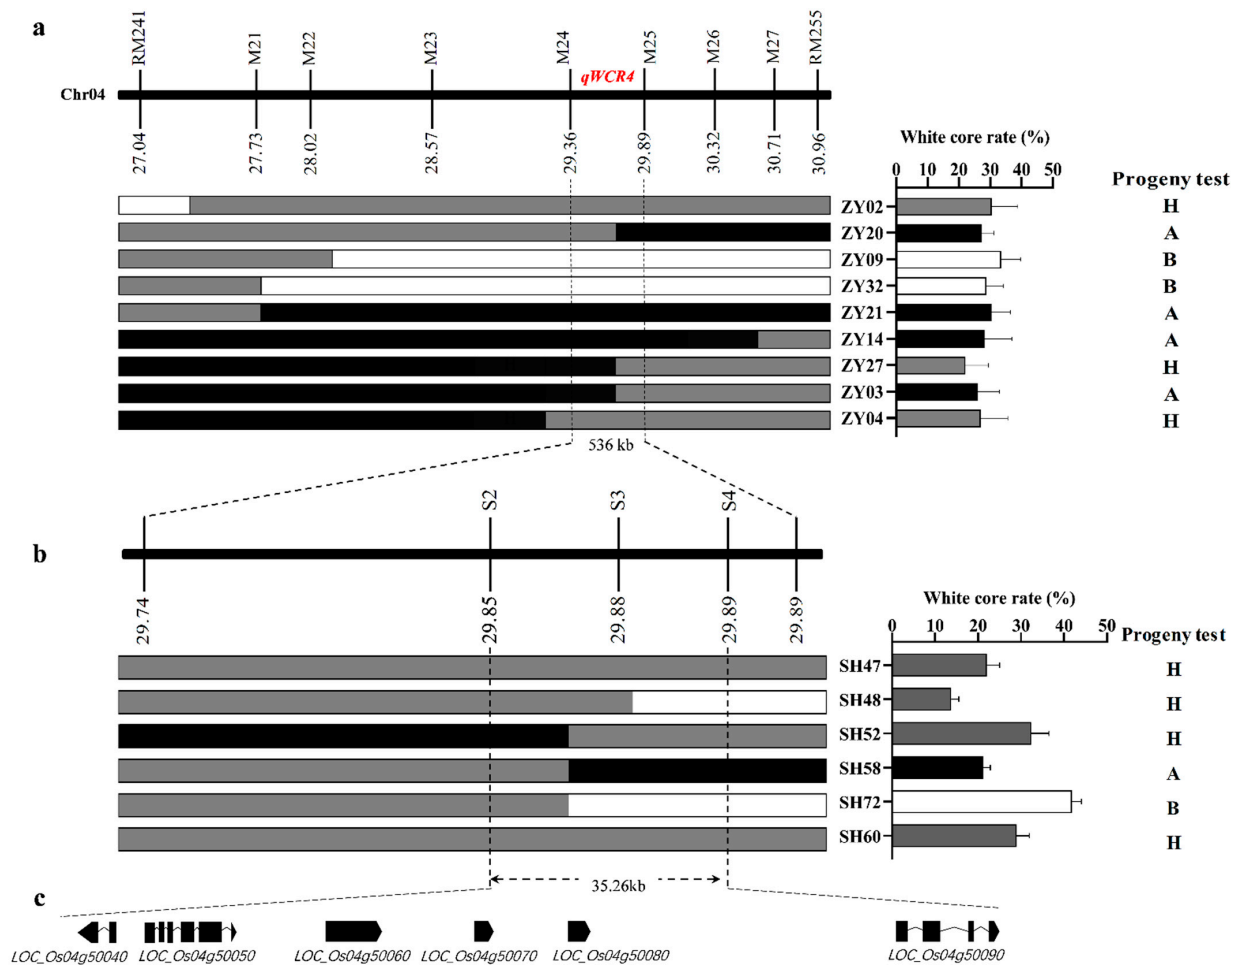 a
RM241 M21 M22 M23 M24 M25 M26 M27 RM255
qWCR4
Chr04
27.04 27.73 28.02 28.57 29.36 29.89 30.32 30.71 30.96
White core rate (%)
0 10 20 30 40 50
Progeny test
ZY02 H
ZY20 A
ZY09 B
ZY32 B
ZY21 A
ZY14 A
ZY27 H
ZY03 A
ZY04 H
536 kb
S2 S3 S4
b
29.74 29.85 29.88 29.89 29.89
White core rate (%)
0 10 20 30 40 50
Progeny test
SH47 H
SH48 H
SH52 H
SH58 A
SH72 B
SH60 H
35.26kb
c
LOC_Os04g50040 LOC_Os04g50050 LOC_Os04g50060 LOC_Os04g50070 LOC_Os04g50080 LOC_Os04g50090